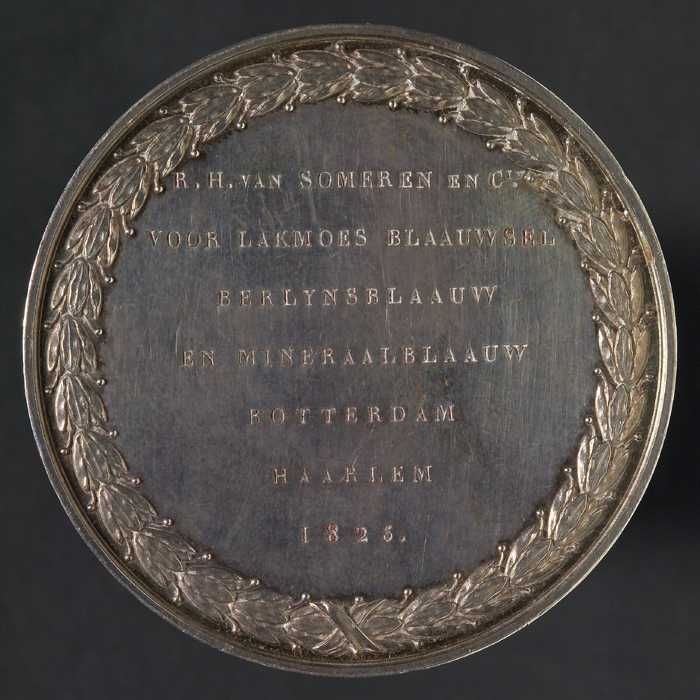 R. H. VAN SOMEREN EN Cie.
VOOR LAKMOES BLAAUWSEL
BERLYNSBLAAUW
EN MINERAALBLAAUW
ROTTERDAM
HAARLEM
1825.